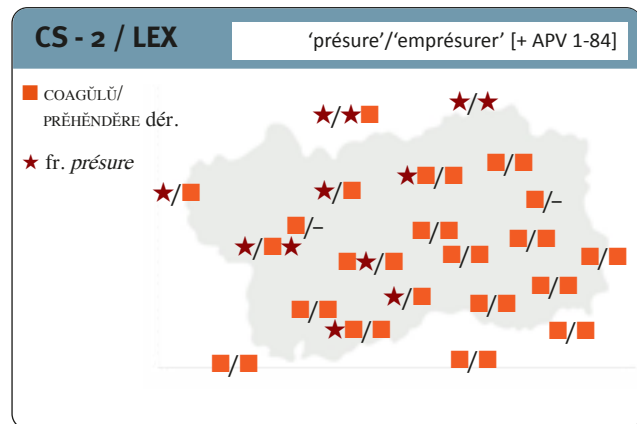 CS - 2 / LEX
‘présure’/‘emprésurer’ [+ APV 1-84]
COAGŬLŬ/
PRĔHĔNDĔRE dér.
fr. présure